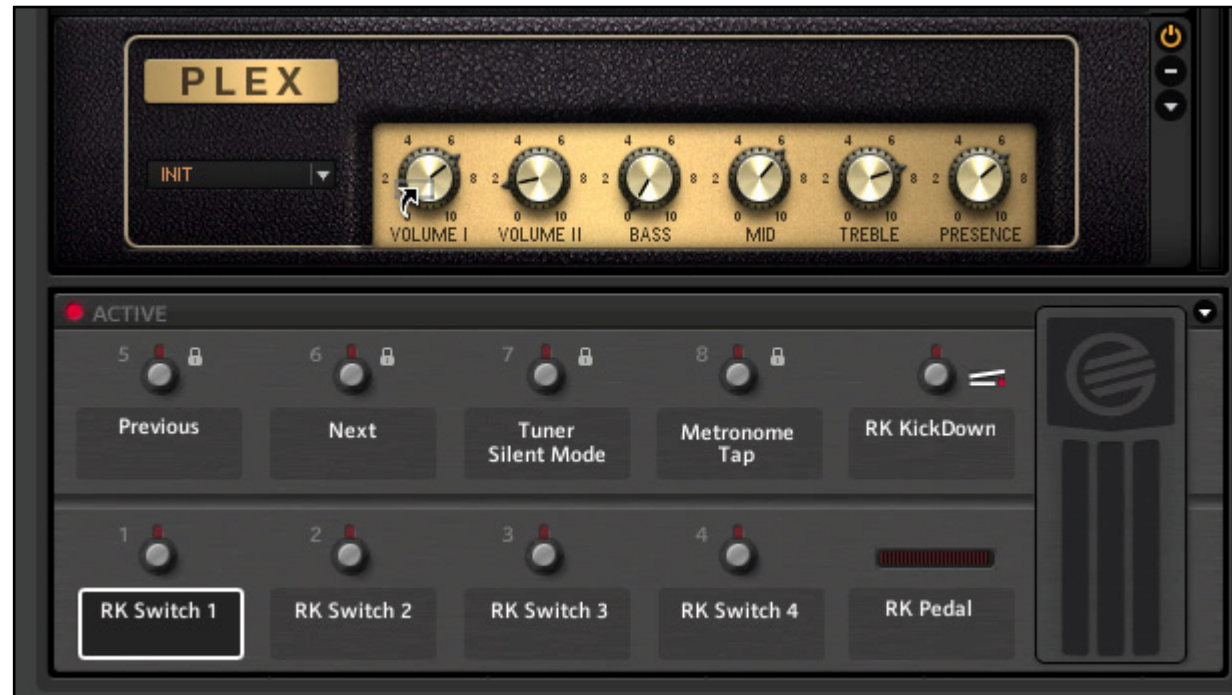 PLEX
INIT
4 6 4 6 4 6 4 6 4 6 4 6
2 8 2 8 2 8 2 8 2 8 2 8
0 10 0 10 0 10 0 10 0 10
10
VOLUME I VOLUME II BASS MID TREBLE PRESENCE
ACTIVE
5 6 7 8
Previous Next Tuner Metronome RK KickDown
Silent Mode Tap
1 2 3 4
RK Switch 1 RK Switch 2 RK Switch 3 RK Switch 4 RK Pedal